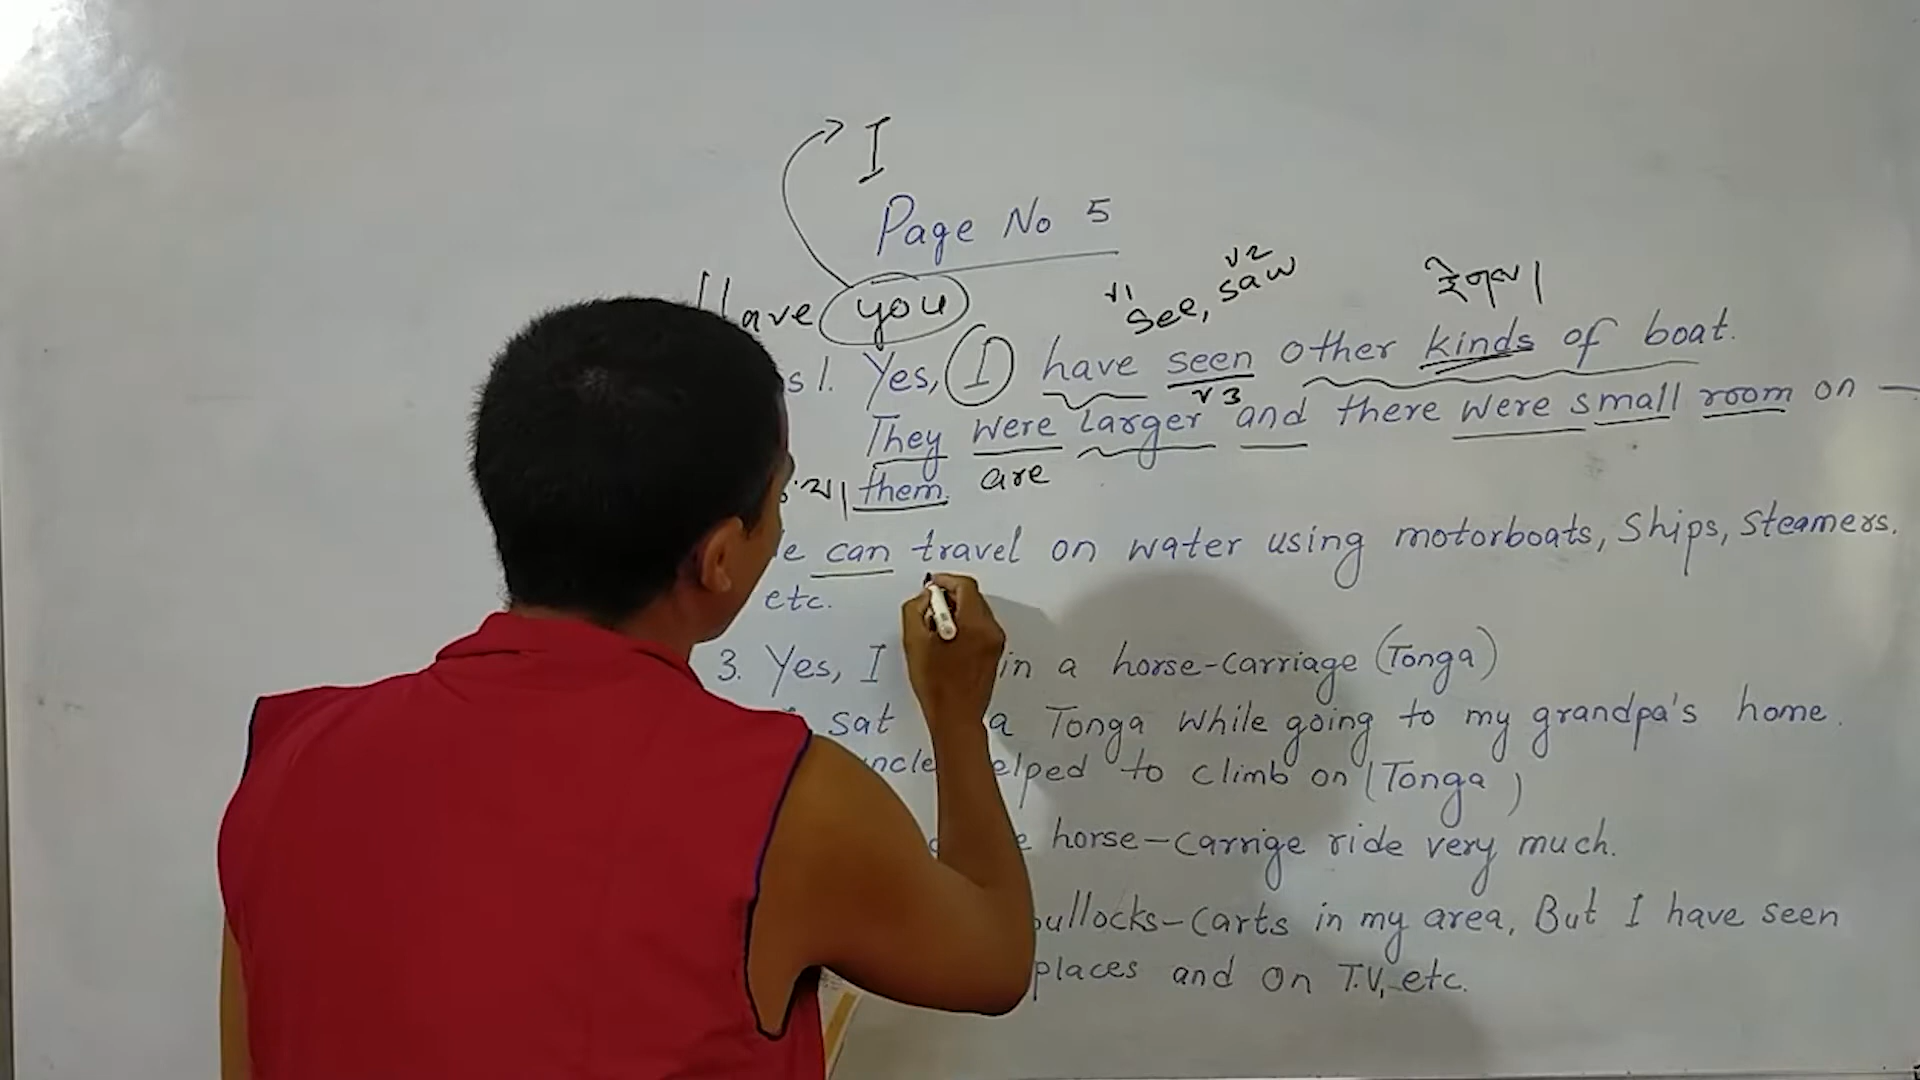 I
Page No 5
Have you
v1 v2
see, saw
s 1. Yes, I have seen other kinds of boat.
v3
They were larger and there were small room on —
them. are
e can travel on water using motorboats, Ships, Steamers.
etc.
3. Yes, I in a horse-carriage (Tonga)
sat a Tonga while going to my grandpa's home.
ncle elped to climb on (Tonga)
e horse-carrige ride very much.
bullocks-carts in my area, But I have seen
places and on T.V, etc.